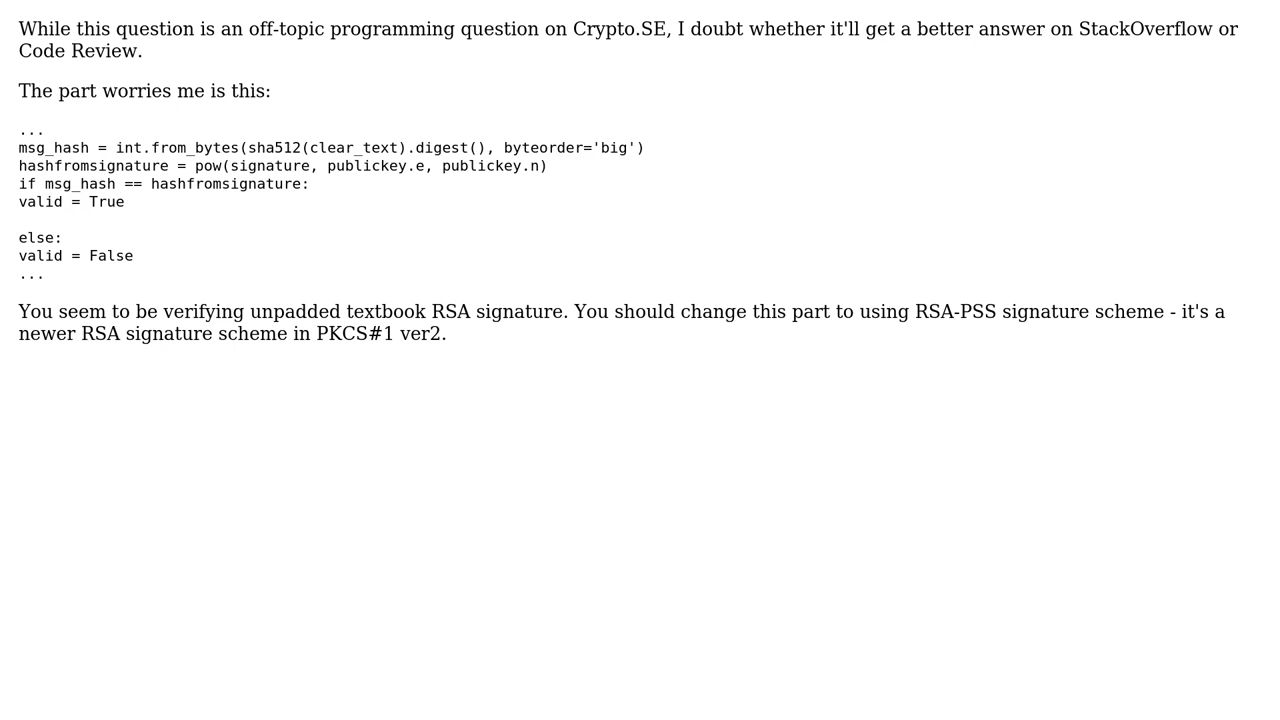 While this question is an off-topic programming question on Crypto.SE, I doubt whether it'll get a better answer on StackOverflow or
Code Review.
The part worries me is this:
...
msg_hash = int.from_bytes(sha512(clear_text).digest(), byteorder='big')
hashfromsignature = pow(signature, publickey.e, publickey.n)
if msg_hash == hashfromsignature:
valid = True
else:
valid = False
...
You seem to be verifying unpadded textbook RSA signature. You should change this part to using RSA-PSS signature scheme - it's a
newer RSA signature scheme in PKCS#1 ver2.